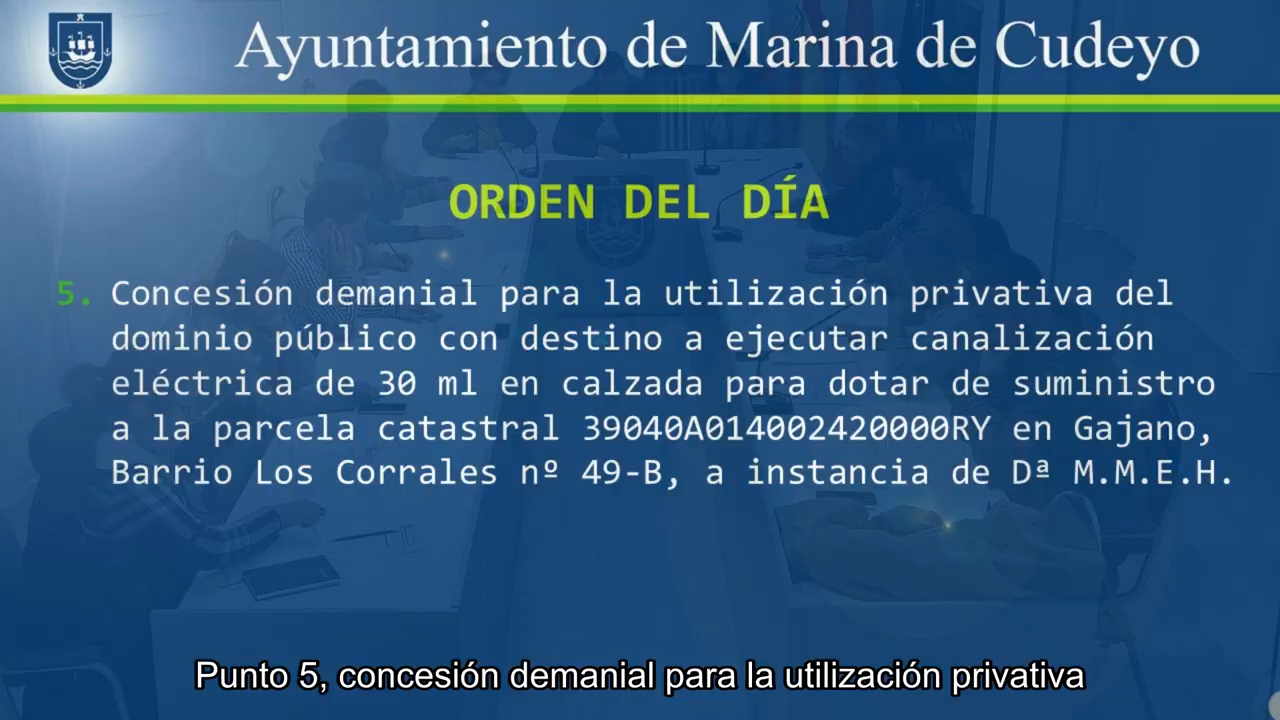 Ayuntamiento de Marina de Cudeyo
ORDEN DEL DÍA
5. Concesión demanial para la utilización privativa del
dominio público con destino a ejecutar canalización
eléctrica de 30 ml en calzada para dotar de suministro
a la parcela catastral 39040A014002420000RY en Gajano,
Barrio Los Corrales nº 49-B, a instancia de Dª M.M.E.H.
Punto 5, concesión demanial para la utilización privativa